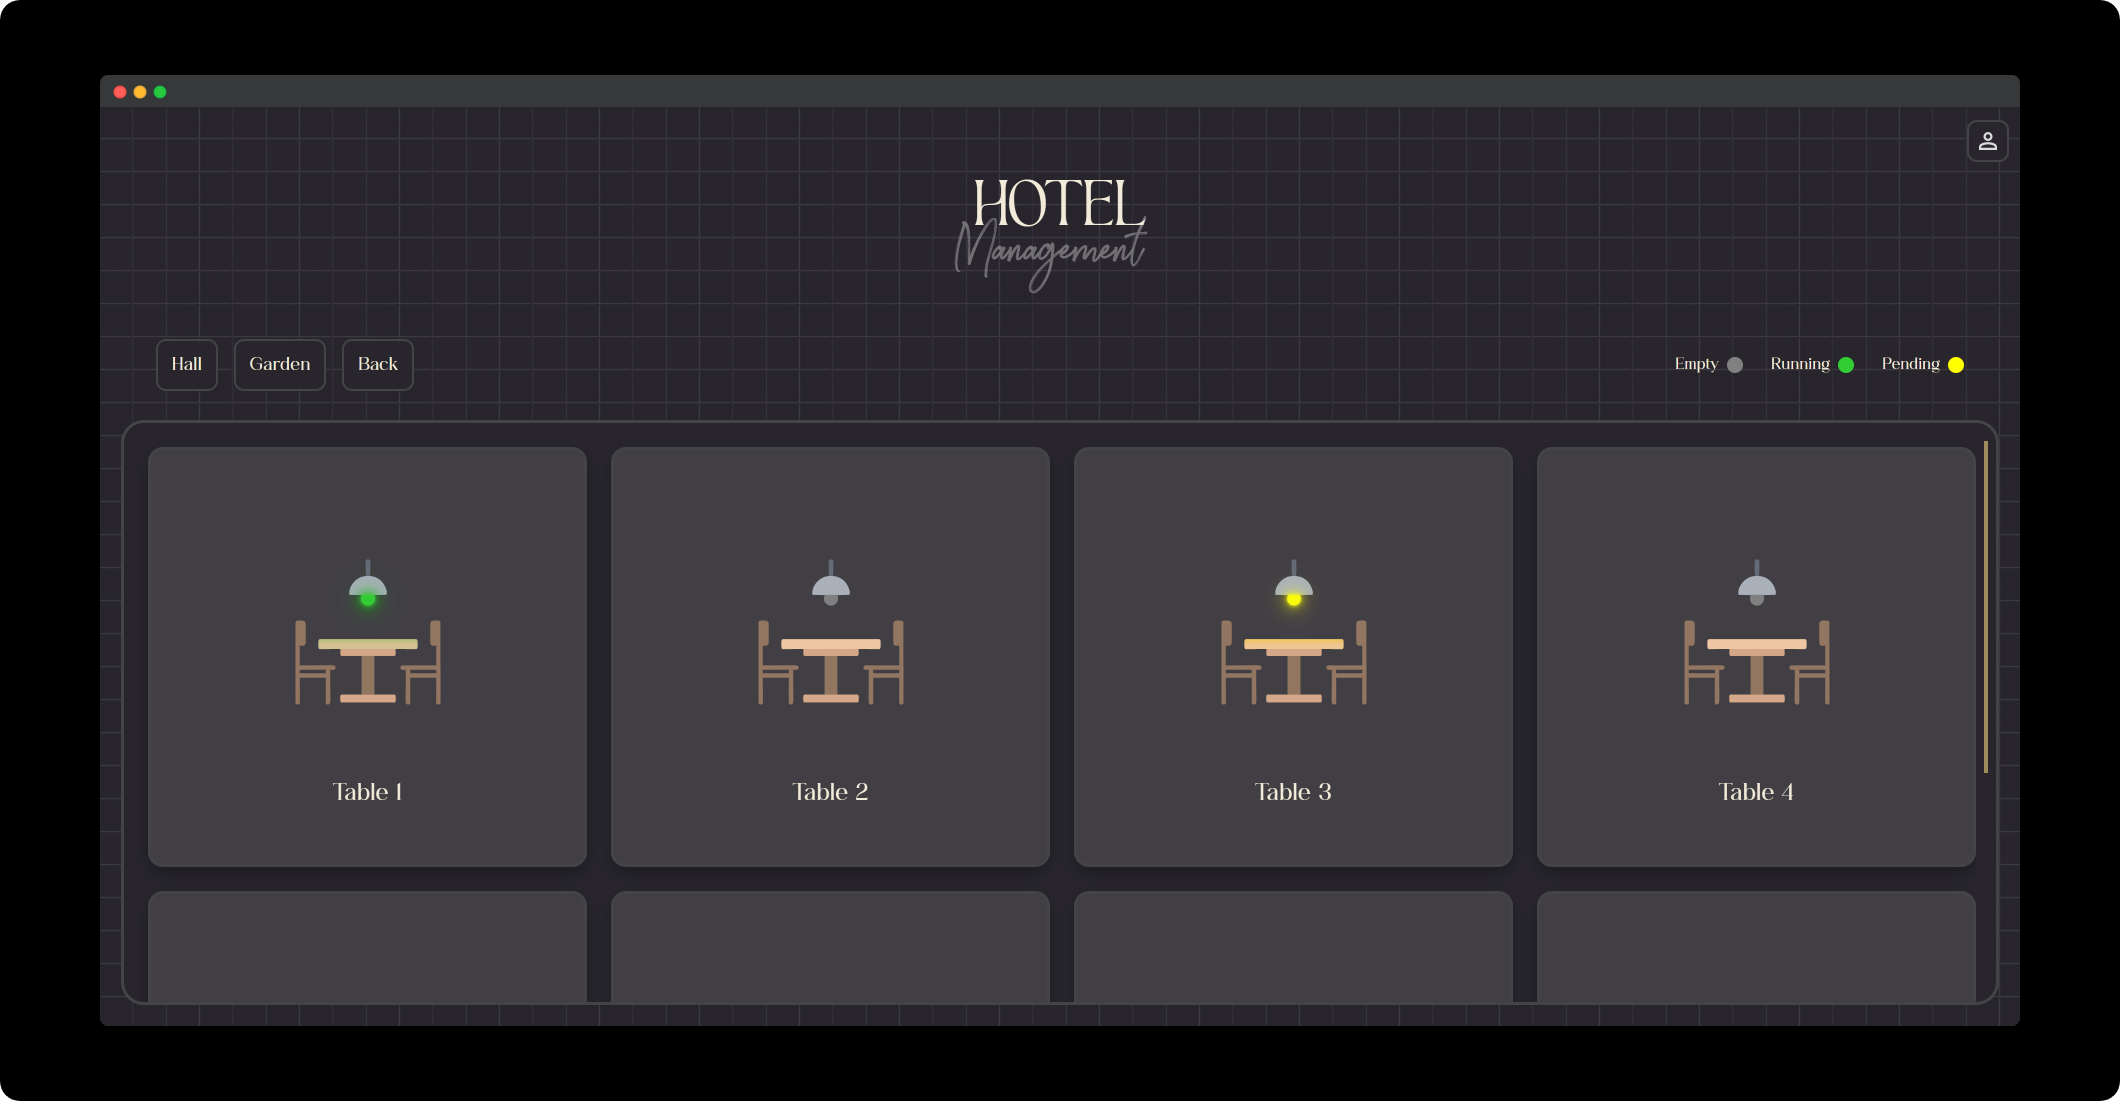 HOTEL
Management
Hall Garden Back Empty Running Pending
Table 1 Table 2 Table 3 Table 4